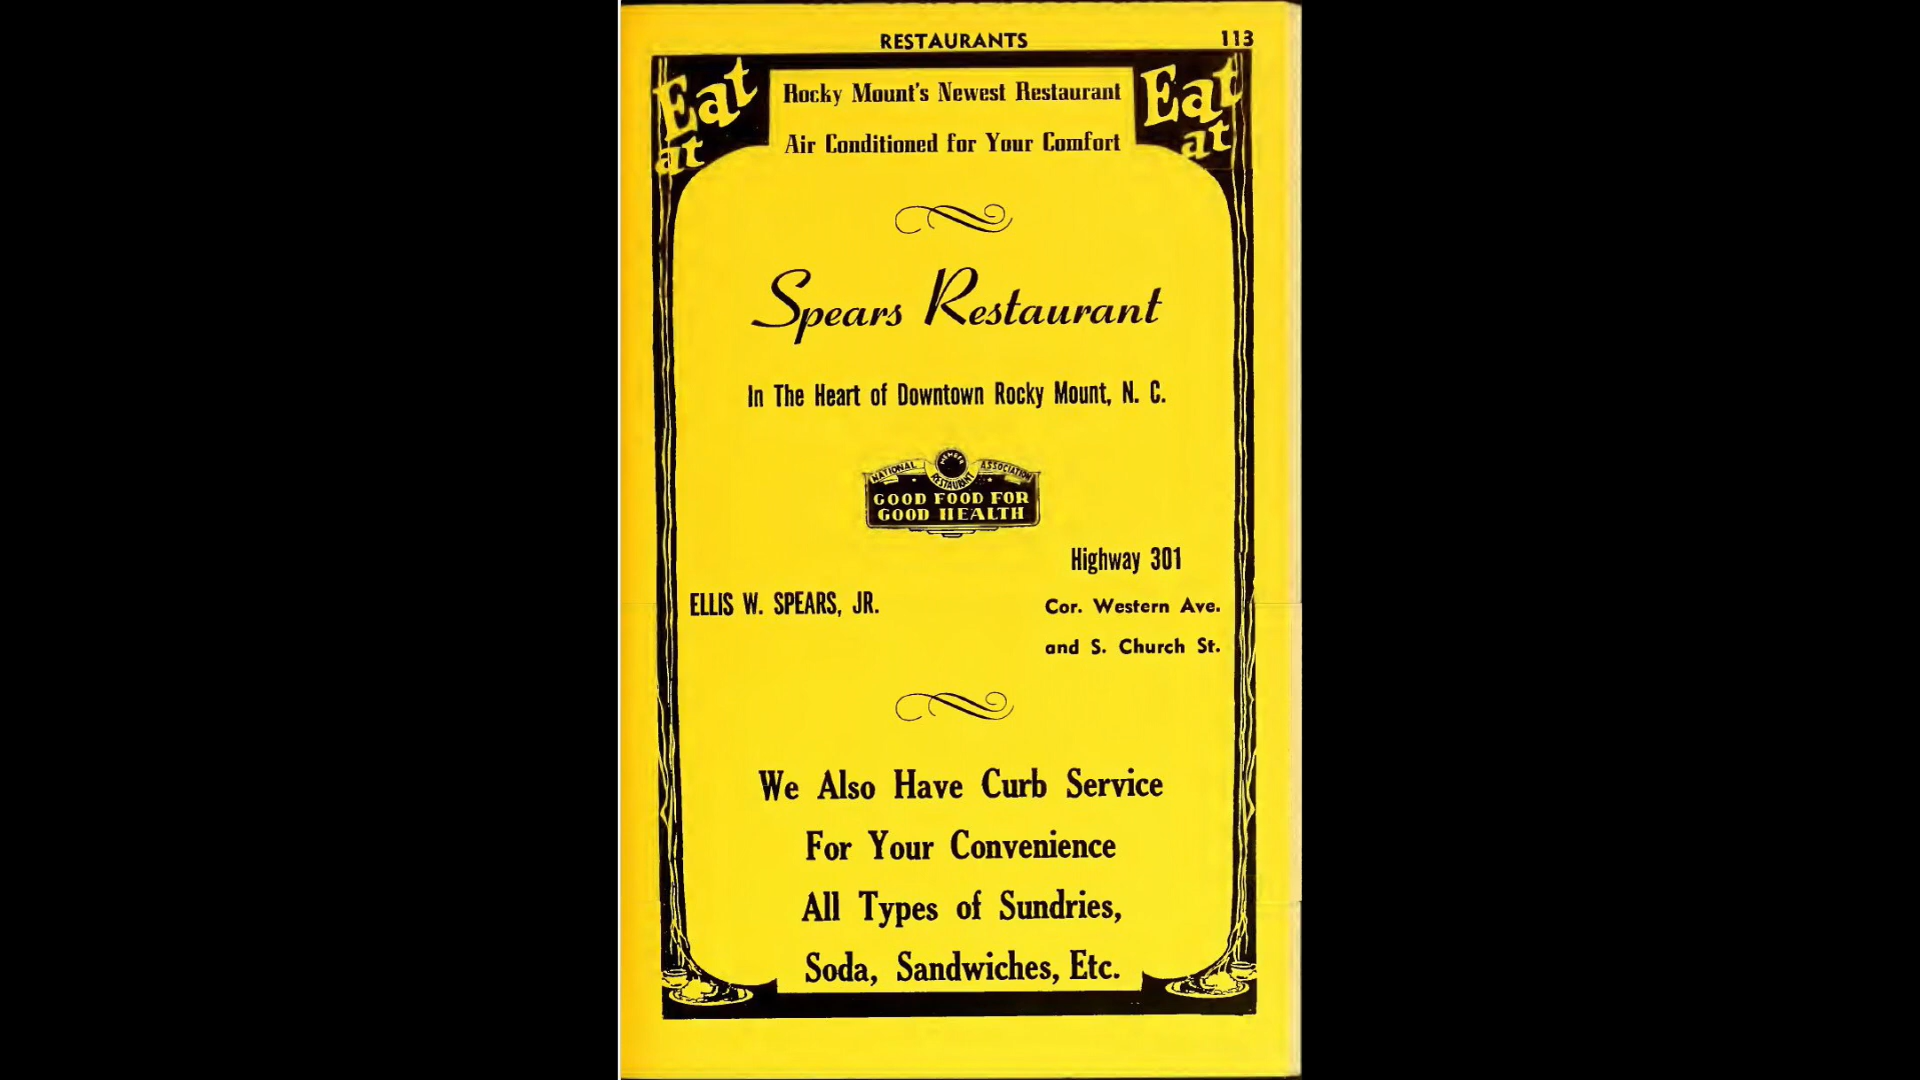 RESTAURANTS 113
Eat
at
Rocky Mount's Newest Restaurant
Air Conditioned for Your Comfort
Eat
at
Spears Restaurant
In The Heart of Downtown Rocky Mount, N. C.
NATIONAL MEMBER ASSOCIATION
RESTAURANT
GOOD FOOD FOR
GOOD HEALTH
Highway 301
ELLIS W. SPEARS, JR. Cor. Western Ave.
and S. Church St.
We Also Have Curb Service
For Your Convenience
All Types of Sundries,
Soda, Sandwiches, Etc.